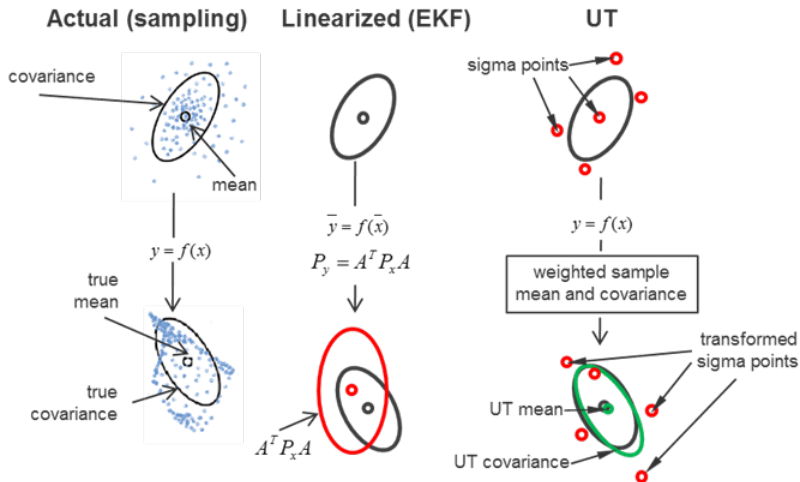 Actual (sampling)
Linearized (EKF)
UT
covariance
mean
sigma points
y = f(x)
y̅ = f(x̅)
P_y = A^T P_x A
y = f(x)
weighted sample
mean and covariance
true
mean
true
covariance
A^T P_x A
transformed
sigma points
UT mean
UT covariance